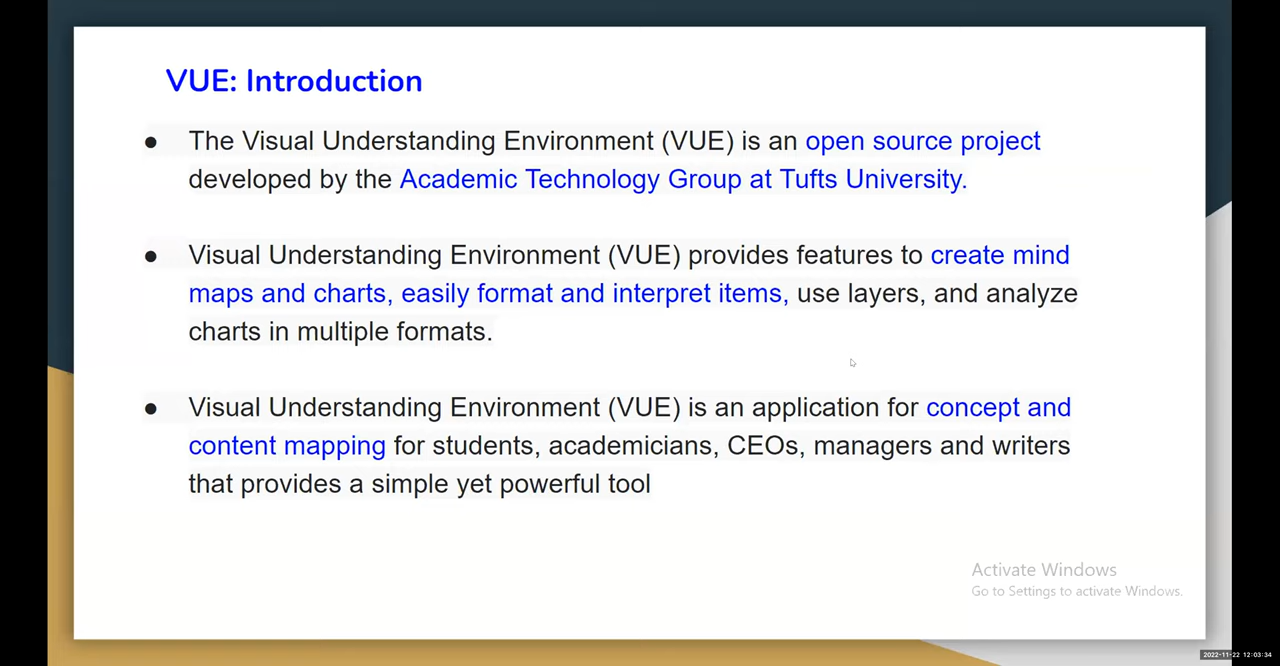 VUE: Introduction
● The Visual Understanding Environment (VUE) is an open source project
developed by the Academic Technology Group at Tufts University.
● Visual Understanding Environment (VUE) provides features to create mind
maps and charts, easily format and interpret items, use layers, and analyze
charts in multiple formats.
● Visual Understanding Environment (VUE) is an application for concept and
content mapping for students, academicians, CEOs, managers and writers
that provides a simple yet powerful tool
Activate Windows
Go to Settings to activate Windows.
2022-11-22 12:03:34